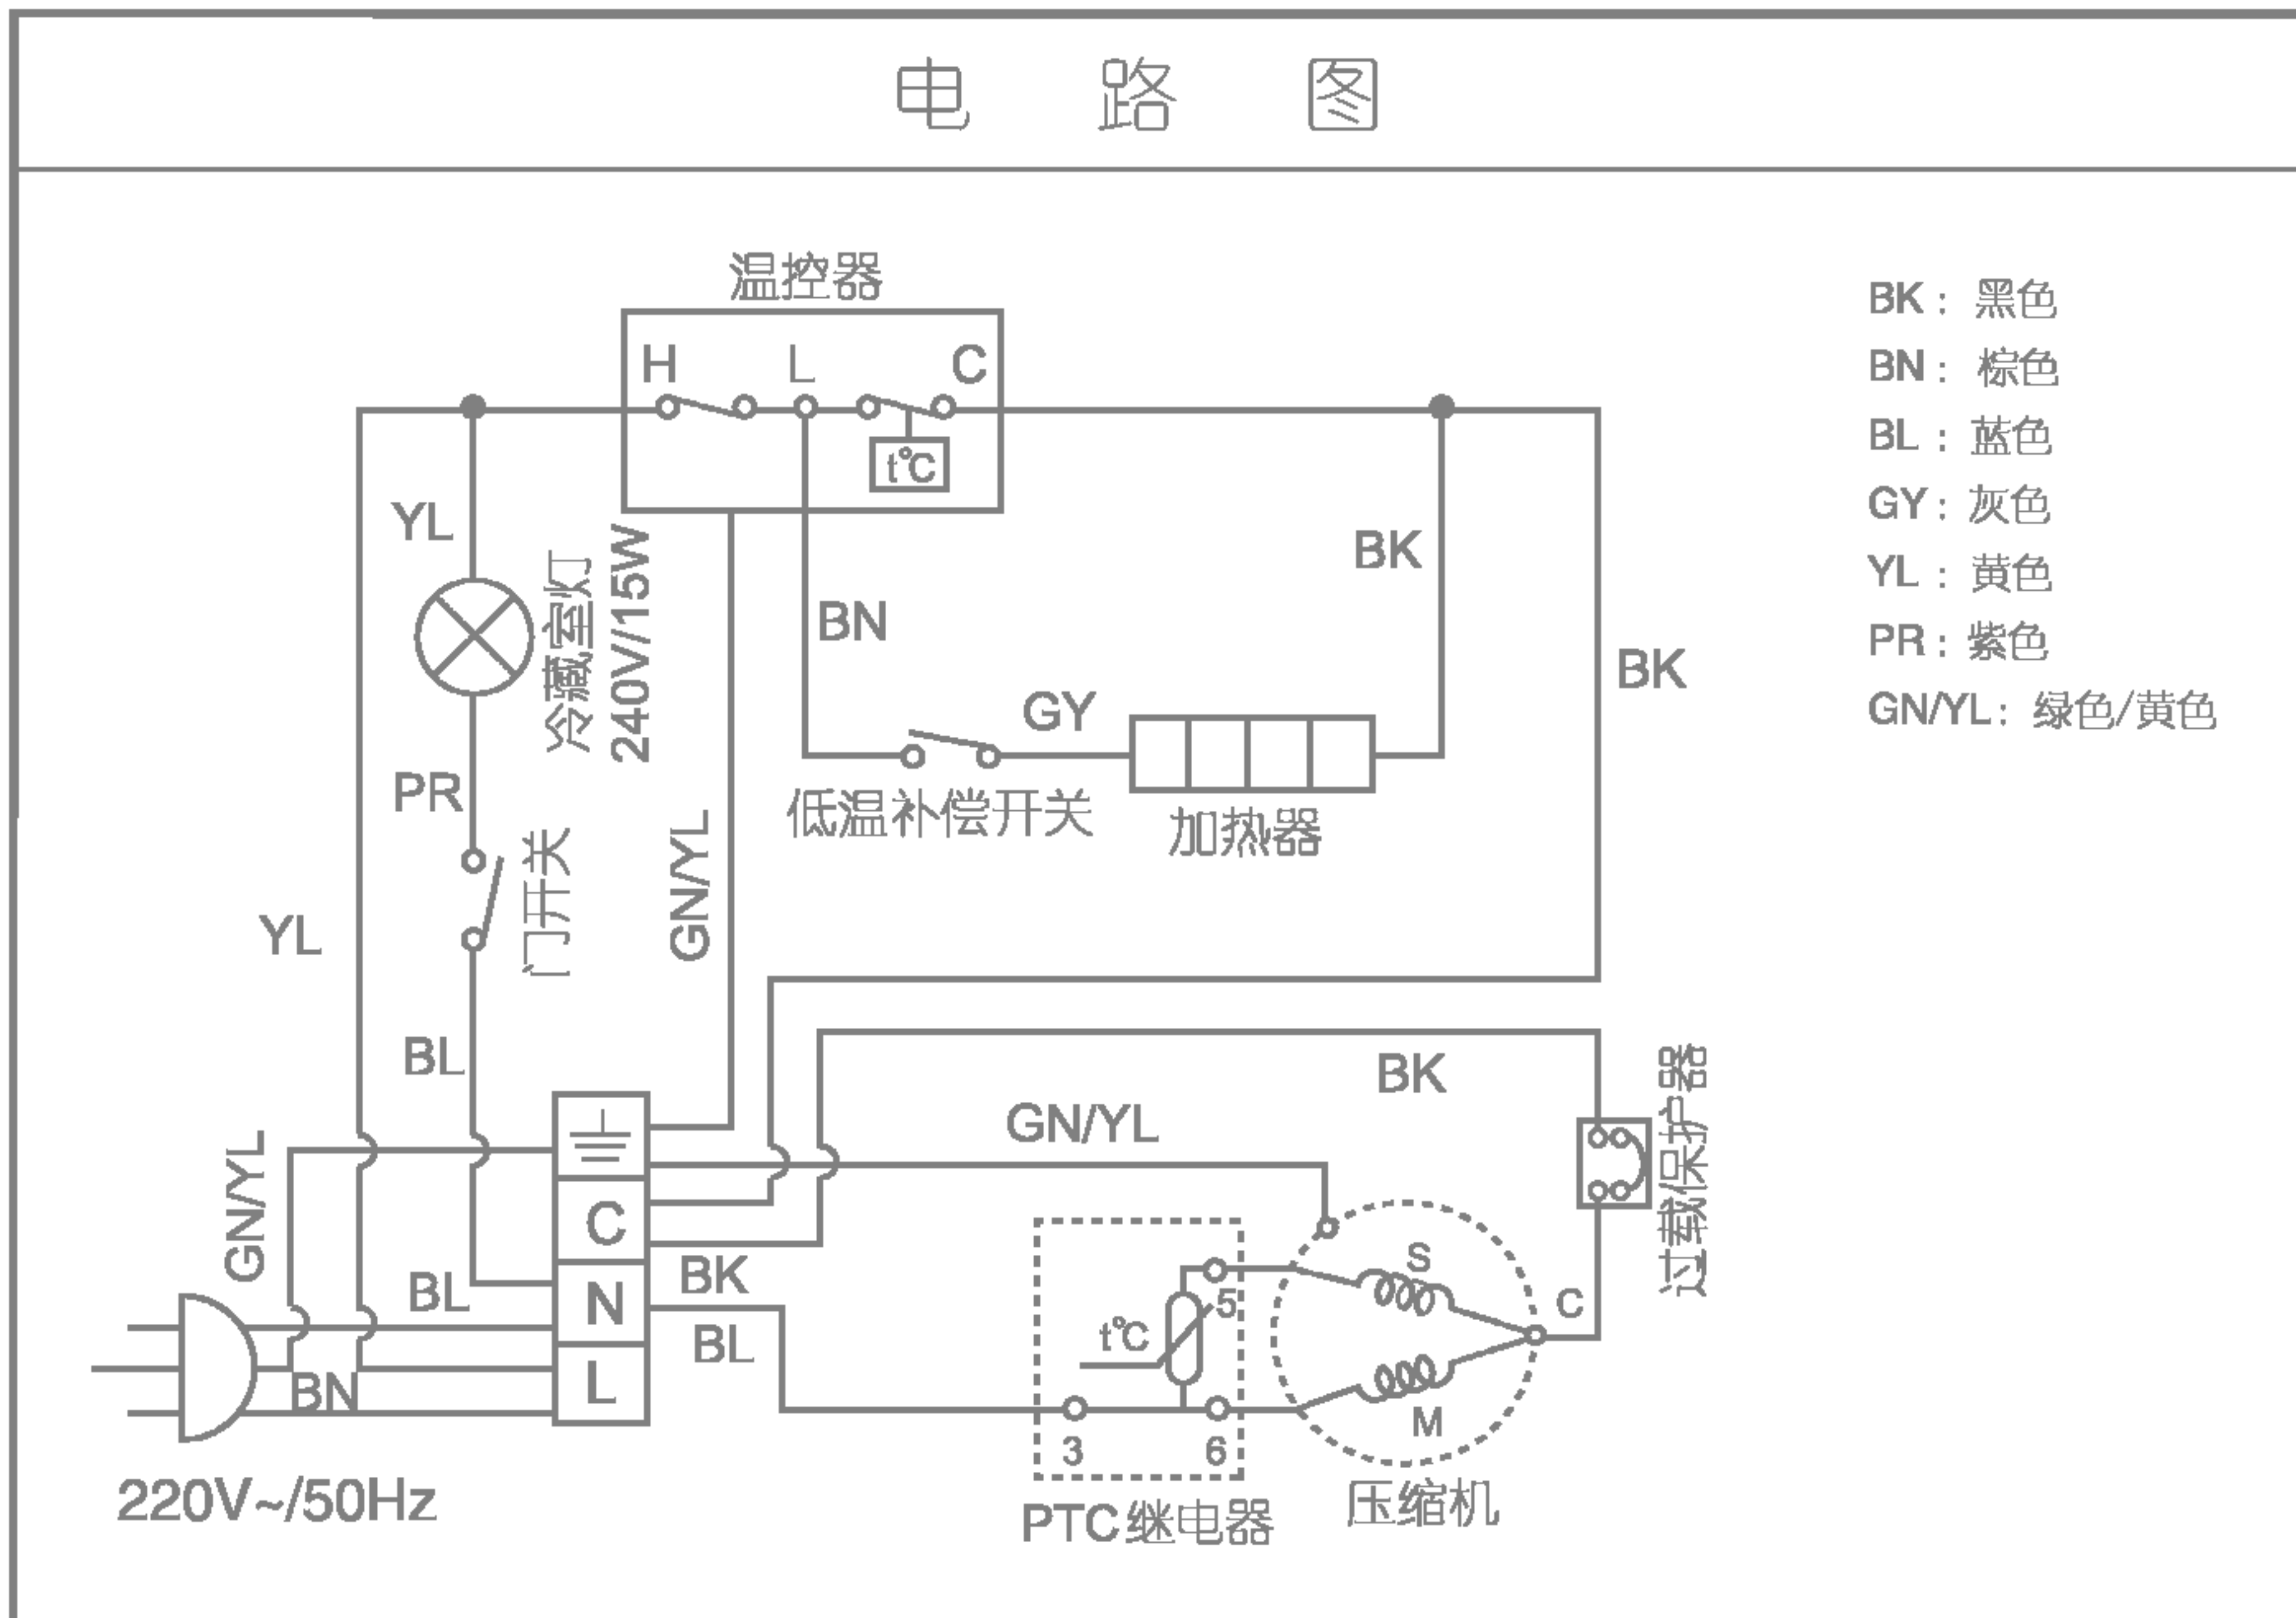 电 路 图
温控器
H L C
t℃
BK：黑色
BN：棕色
BL：蓝色
GY：灰色
YL：黄色
PR：紫色
GN/YL：绿色/黄色
YL
冷藏室灯
240V/15W
BN
BK
BK
GY
低温补偿开关
加热器
PR
门开关
GN/YL
YL
BL
BK
GN/YL
过载保护器
GN/YL
C
BK
BL
N
BL
L
BN
S
C
5
t℃
M
3
6
220V~/50Hz
PTC继电器
压缩机